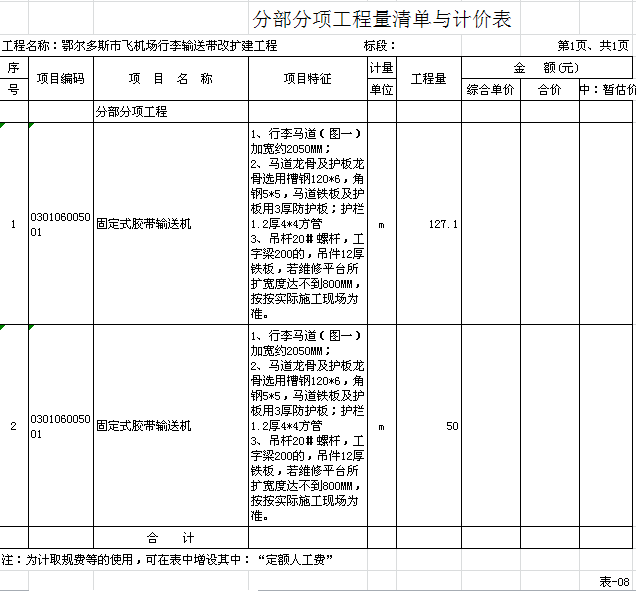 分部分项工程量清单与计价表
工程名称：鄂尔多斯市飞机场行李输送带改扩建工程 标段： 第1页、共1页
序号 项目编码 项 目 名 称 项目特征 计量单位 工程量 金 额(元)
综合单价 合价 中：暂估价
分部分项工程
1 030106005001 固定式胶带输送机 m 127.1
1、行李马道(图一)
加宽约2050MM；
2、马道龙骨及护板龙
骨选用槽钢120*6，角
钢5*5，马道铁板及护
板用3厚防护板；护栏
1.2厚4*4方管
3、吊杆20#螺杆，工
字梁200的，吊件12厚
铁板，若维修平台所
扩宽度达不到800MM，
按按实际施工现场为
准。
2 030106005001 固定式胶带输送机 m 50
1、行李马道(图一)
加宽约2050MM；
2、马道龙骨及护板龙
骨选用槽钢120*6，角
钢5*5，马道铁板及护
板用3厚防护板；护栏
1.2厚4*4方管
3、吊杆20#螺杆，工
字梁200的，吊件12厚
铁板，若维修平台所
扩宽度达不到800MM，
按按实际施工现场为
准。
合 计
注：为计取规费等的使用，可在表中增设其中：“定额人工费”
表-08